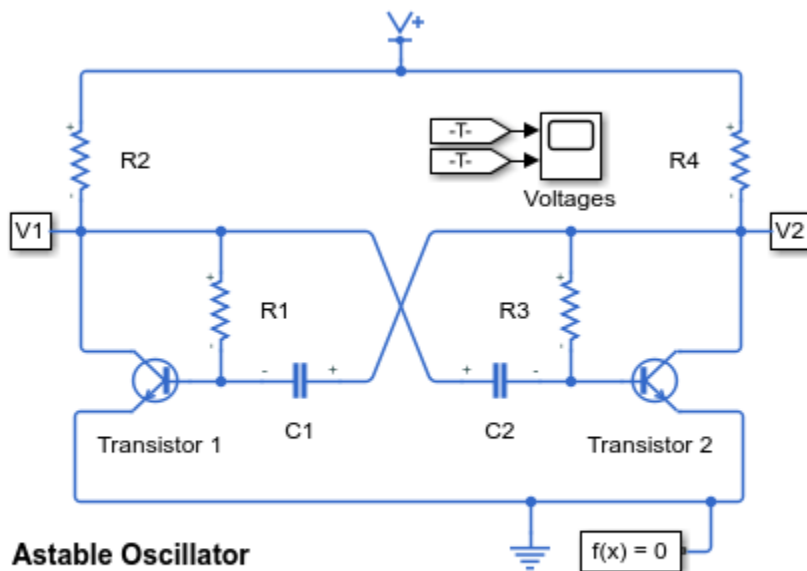 V+
R2
-T-
-T-
Voltages
R4
V1
V2
+
-
+
-
R1
R3
+
-
+
-
-
+
+
-
C1
C2
Transistor 1
Transistor 2
Astable Oscillator
f(x) = 0